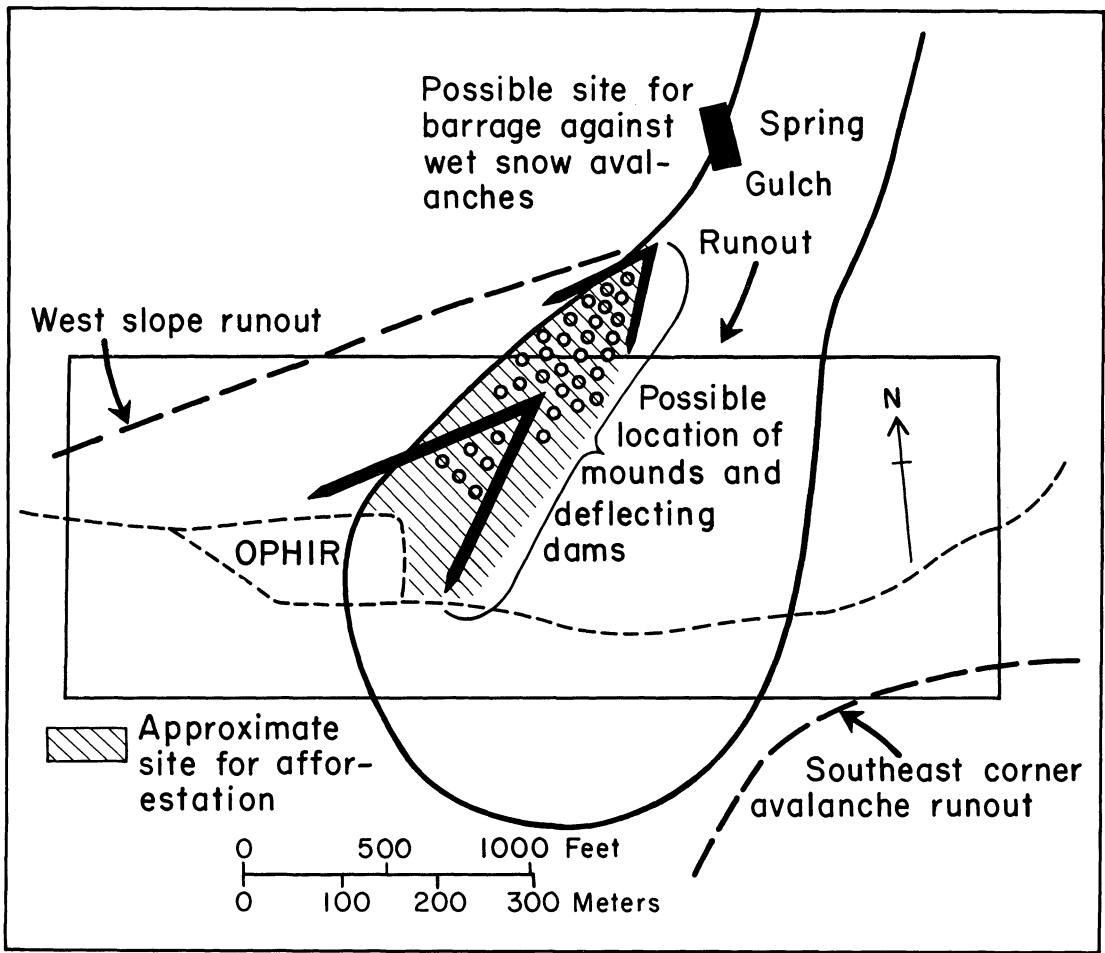 Possible site for
barrage against
wet snow aval-
anches
Spring
Gulch
Runout
West slope runout
N
Possible
location of
mounds and
deflecting
dams
OPHIR
Approximate
site for affor-
estation
Southeast corner
avalanche runout
0 500 1000 Feet
0 100 200 300 Meters